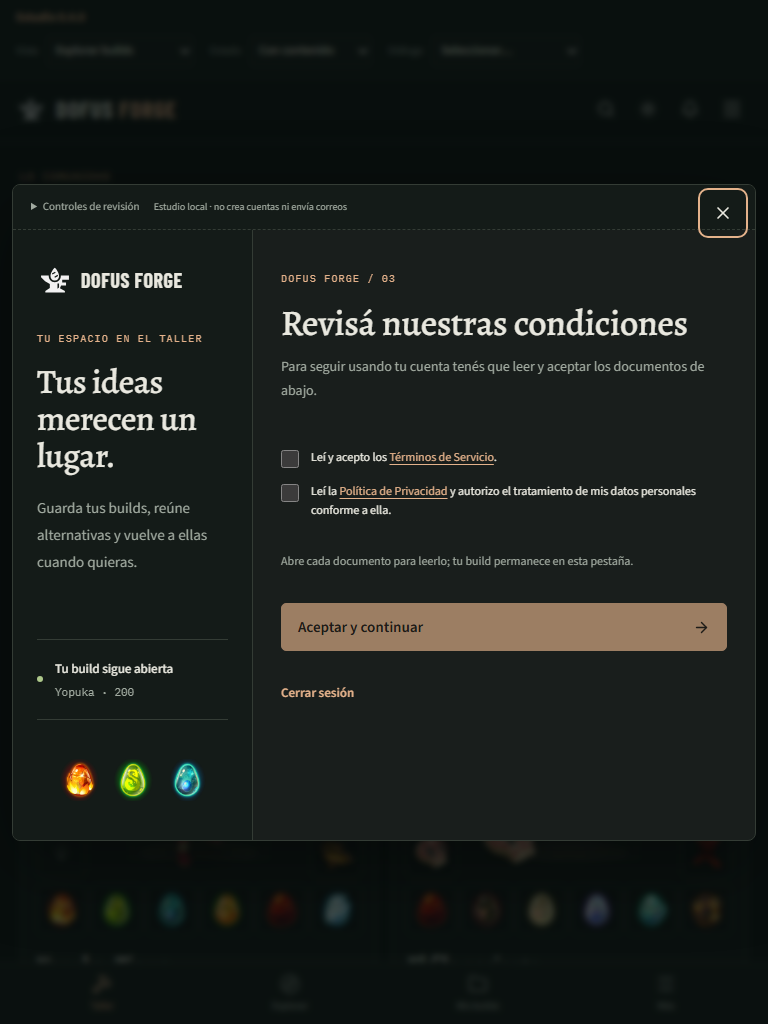 DOFUS FORGE
Controles de revisión
Estudio local · no crea cuentas ni envía correos
DOFUS FORGE
TU ESPACIO EN EL TALLER
Tus ideas
merecen un
lugar.
Guarda tus builds, reúne
alternativas y vuelve a ellas
cuando quieras.
Tu build sigue abierta
Yopuka · 200
DOFUS FORGE / 03
Revisá nuestras condiciones
Para seguir usando tu cuenta tenés que leer y aceptar los documentos de
abajo.
Leí y acepto los Términos de Servicio.
Leí la Política de Privacidad y autorizo el tratamiento de mis datos personales
conforme a ella.
Abre cada documento para leerlo; tu build permanece en esta pestaña.
Aceptar y continuar
Cerrar sesión